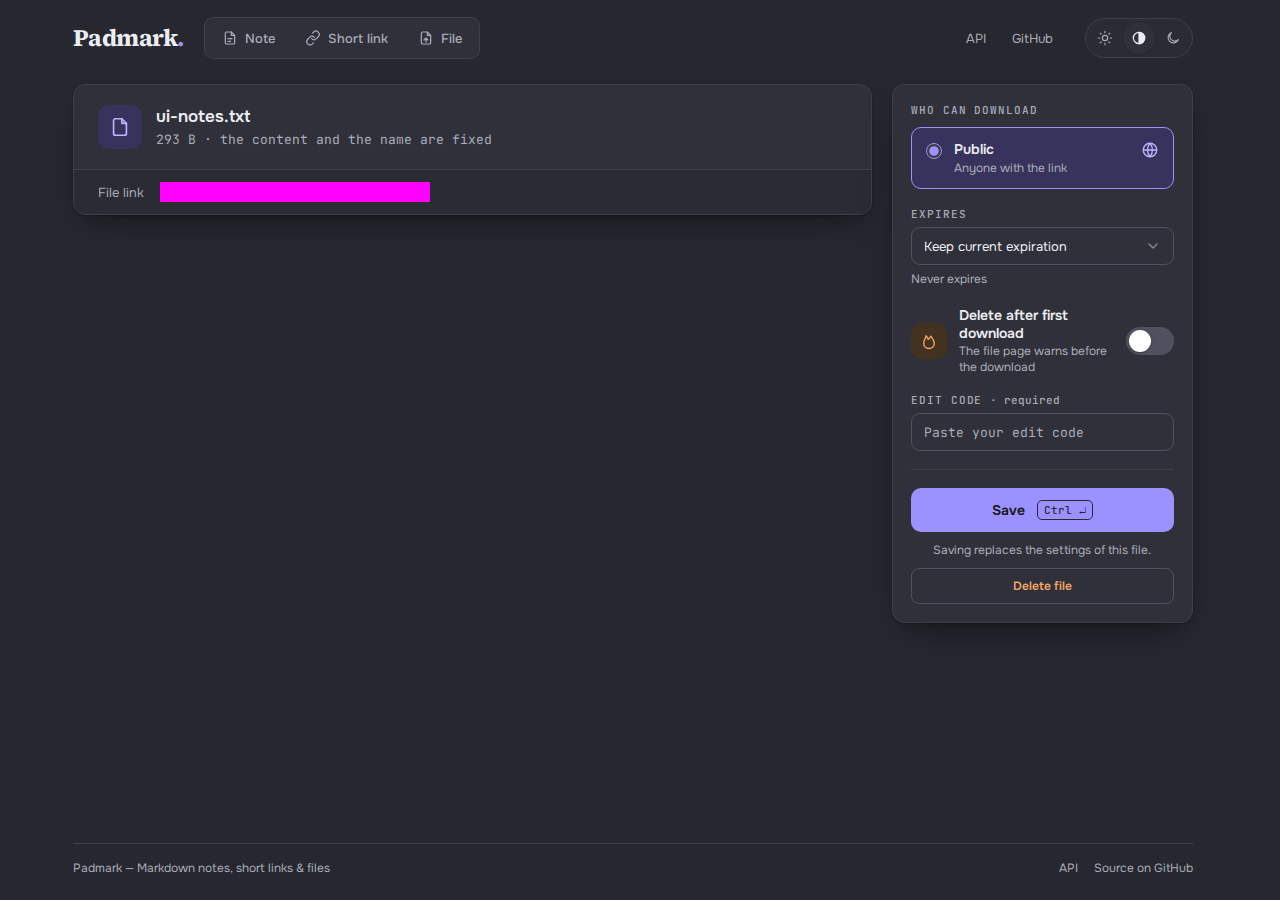 Padmark.
Note
Short link
File
API
GitHub
ui-notes.txt
293 B · the content and the name are fixed
File link
WHO CAN DOWNLOAD
Public
Anyone with the link
EXPIRES
Keep current expiration
Never expires
Delete after first
download
The file page warns before
the download
EDIT CODE · required
Paste your edit code
Save Ctrl ↵
Saving replaces the settings of this file.
Delete file
Padmark — Markdown notes, short links & files
API
Source on GitHub